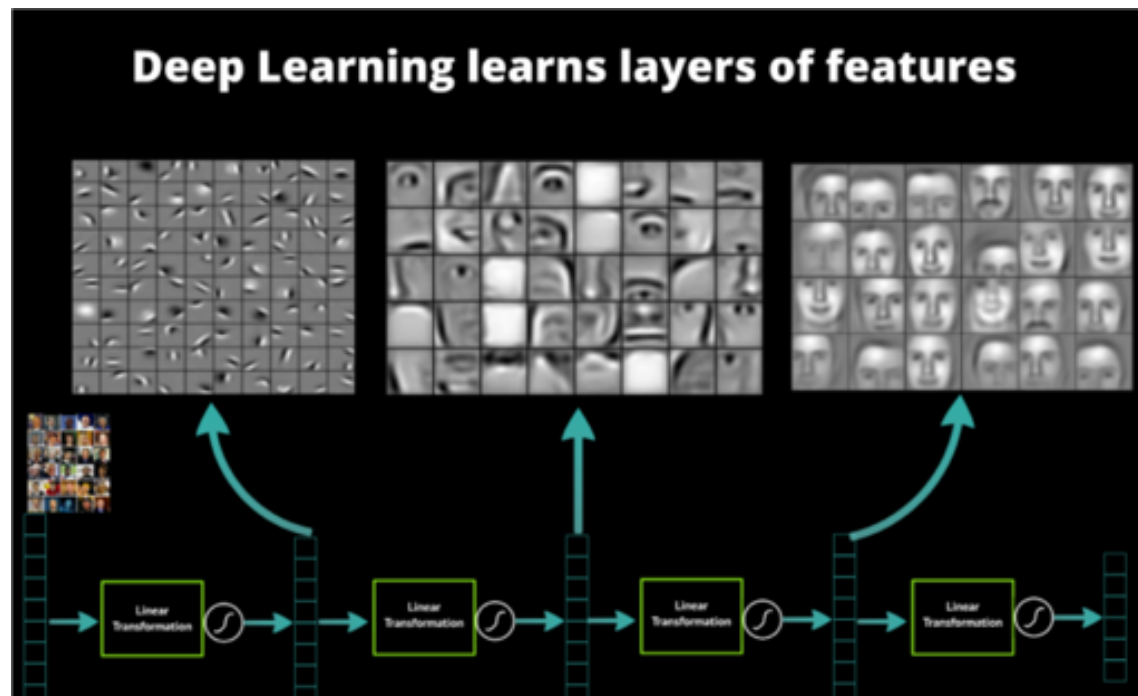 Deep Learning learns layers of features
Linear
Transformation
Linear
Transformation
Linear
Transformation
Linear
Transformation